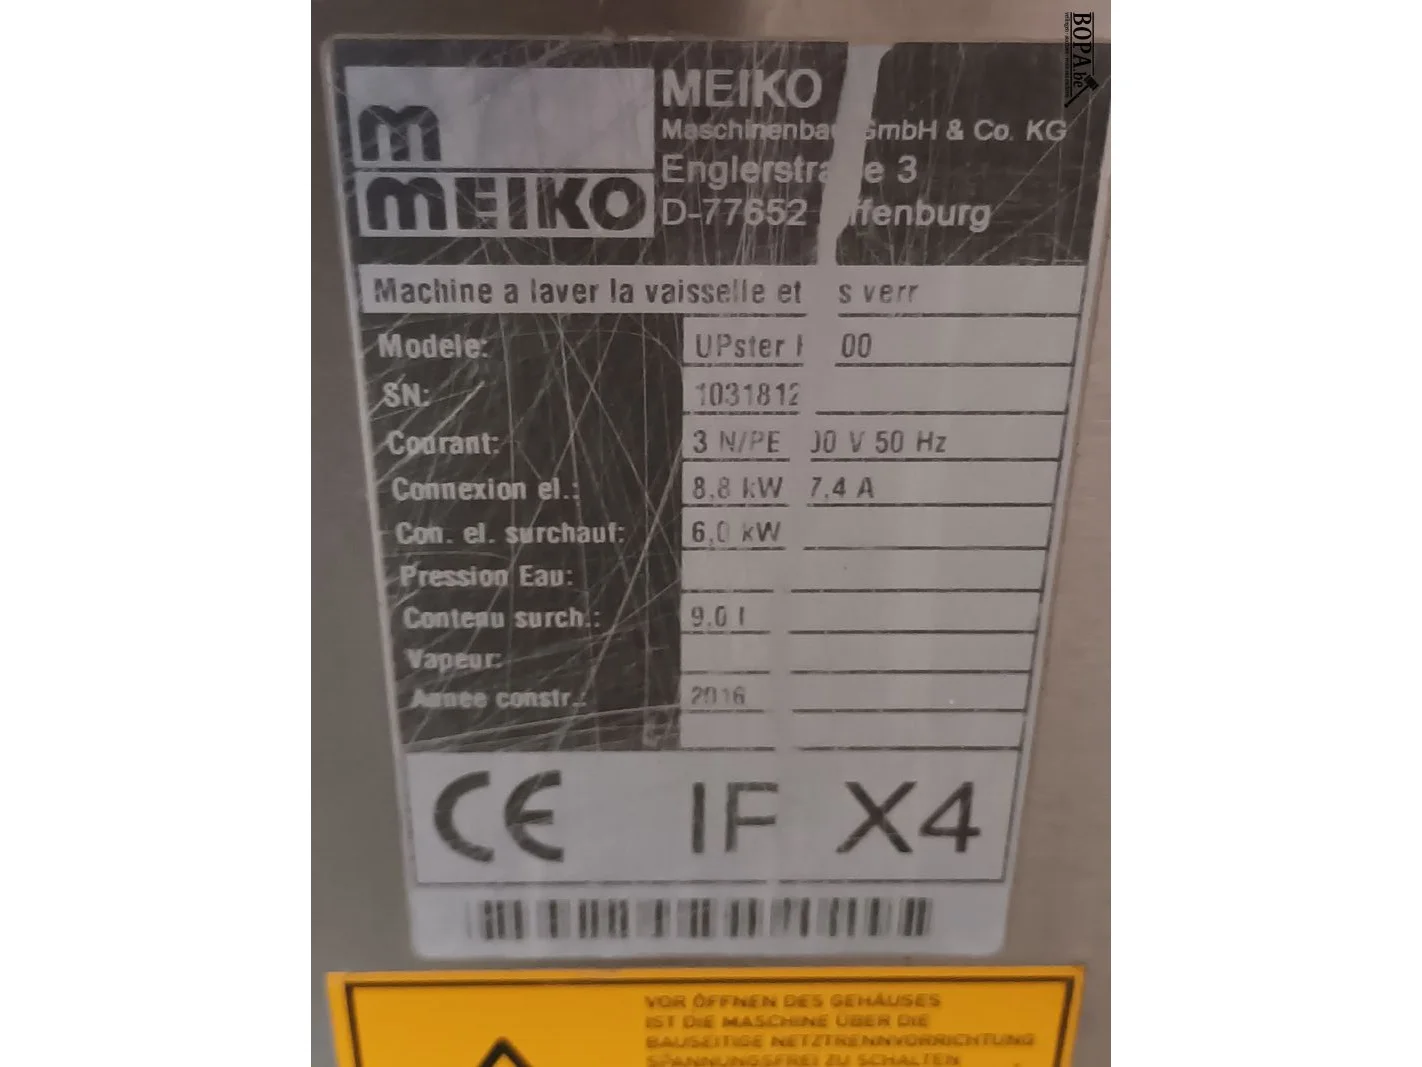 BOPA.be
m
MEIKO
MEIKO
Maschinenba GmbH & Co. KG
Englerstra e 3
D-77652 ffenburg
Machine a laver la vaisselle et s verr
Modele: UPster 00
SN: 1031812
Courant: 3 N/PE 00 V 50 Hz
Connexion el.: 8,8 kW 7,4 A
Con. el. surchauf: 6,0 kW
Pression Eau:
Contenu surch.: 9,0 l
Vapeur:
Annee constr.: 2016
CE IP X4
VOR ÖFFNEN DES GEHÄUSES
IST DIE MASCHINE ÜBER DIE
BAUSEITIGE NETZTRENNVORRICHTUNG
SPANNUNGSFREI ZU SCHALTEN